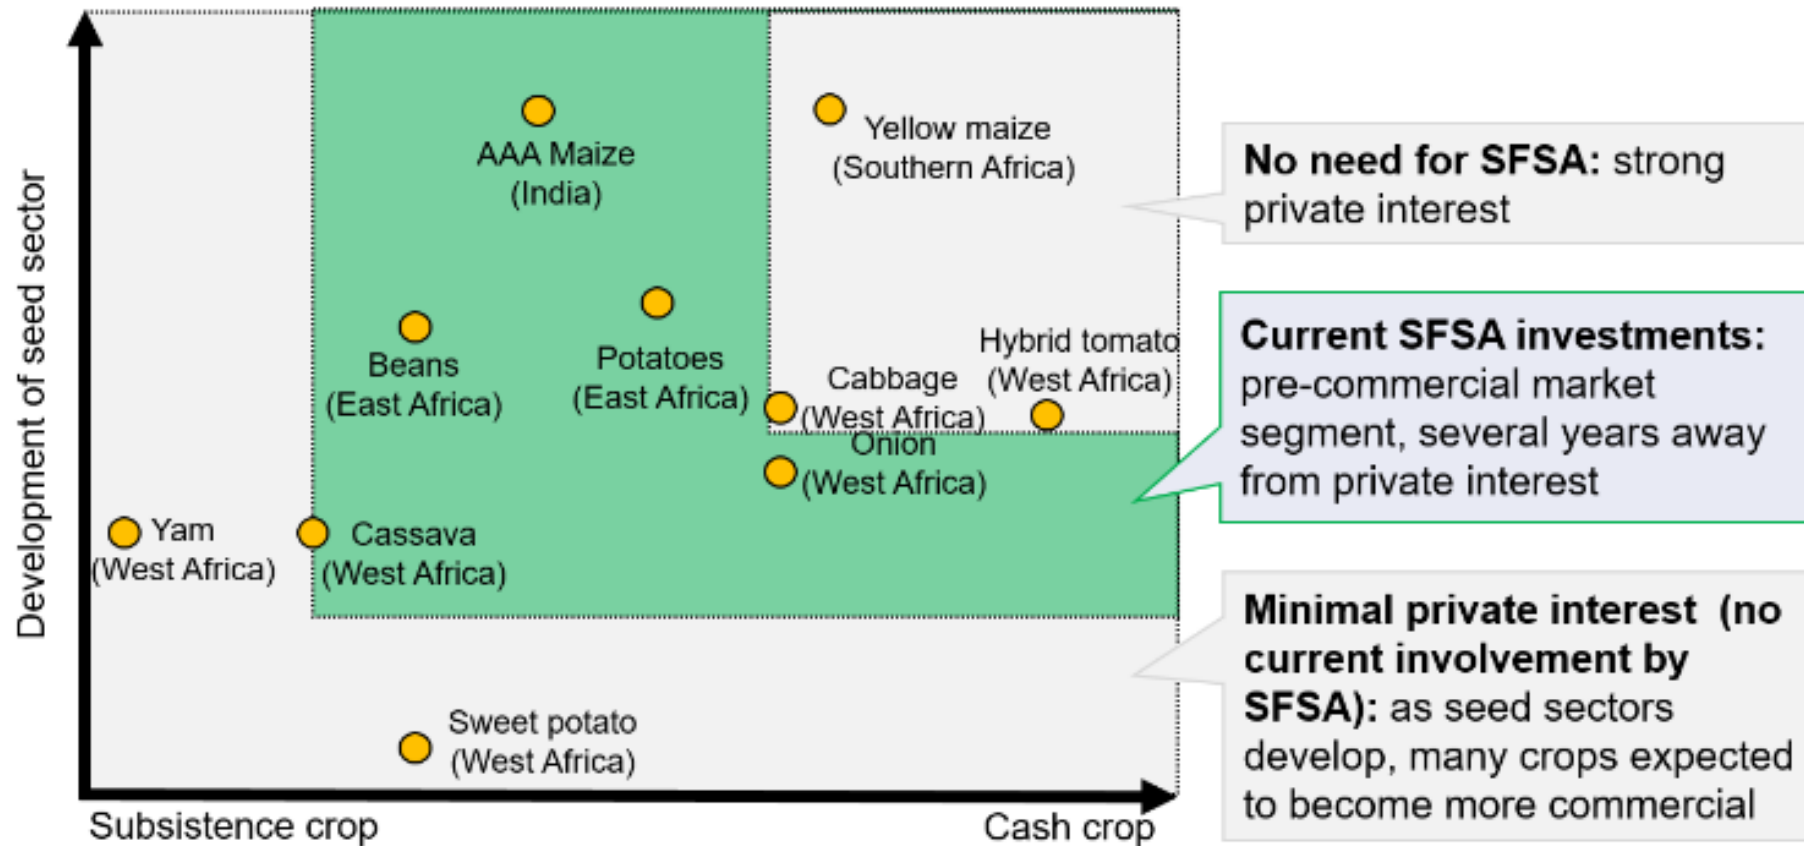 Development of seed sector
AAA Maize
(India)
Yellow maize
(Southern Africa)
Beans
(East Africa)
Potatoes
(East Africa)
Hybrid tomato
(West Africa)
Cabbage
(West Africa)
Onion
(West Africa)
Yam
(West Africa)
Cassava
(West Africa)
Sweet potato
(West Africa)
Subsistence crop
Cash crop
No need for SFSA: strong
private interest
Current SFSA investments:
pre-commercial market
segment, several years away
from private interest
Minimal private interest (no
current involvement by
SFSA): as seed sectors
develop, many crops expected
to become more commercial